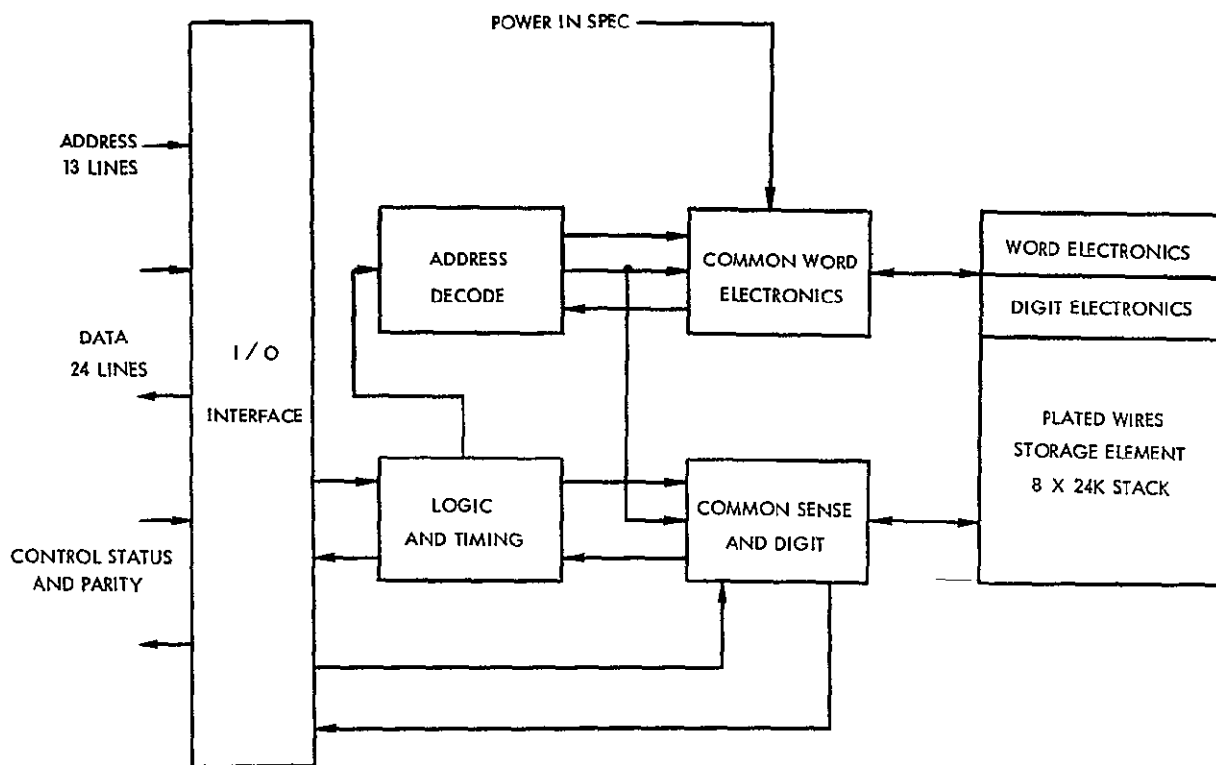 POWER IN SPEC
ADDRESS
13 LINES
DATA
24 LINES
CONTROL STATUS
AND PARITY
I/O
INTERFACE
ADDRESS
DECODE
LOGIC
AND TIMING
COMMON WORD
ELECTRONICS
COMMON SENSE
AND DIGIT
WORD ELECTRONICS
DIGIT ELECTRONICS
PLATED WIRES
STORAGE ELEMENT
8 X 24K STACK